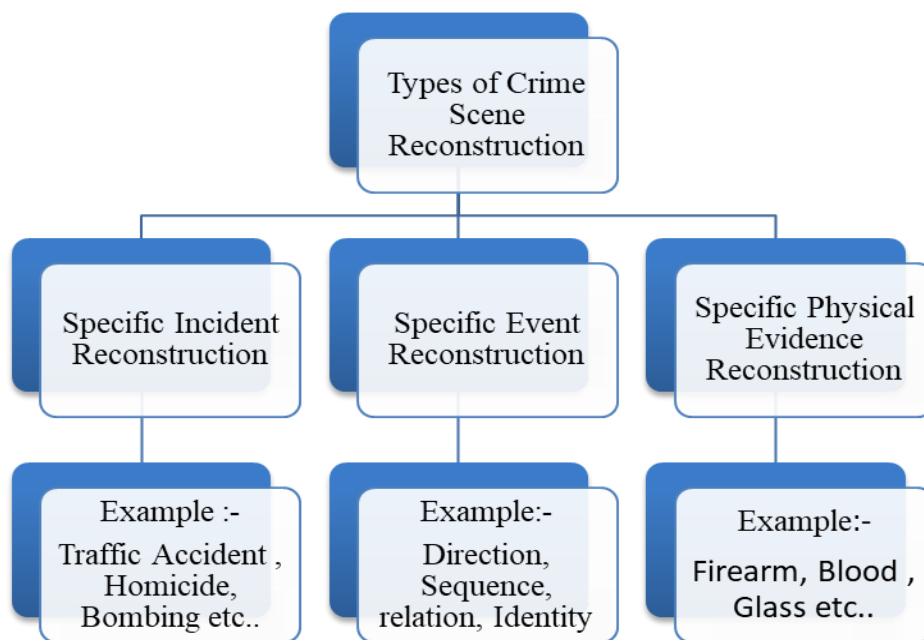 Types of Crime
Scene
Reconstruction
Specific Incident
Reconstruction
Specific Event
Reconstruction
Specific Physical
Evidence
Reconstruction
Example :-
Traffic Accident ,
Homicide,
Bombing etc..
Example:-
Direction,
Sequence,
relation, Identity
Example:-
Firearm, Blood ,
Glass etc..